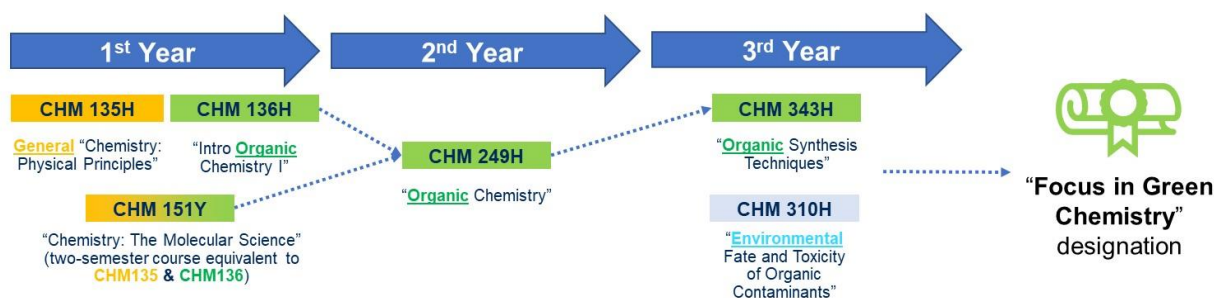 1st Year
2nd Year
3rd Year
CHM 135H
CHM 136H
General “Chemistry:
Physical Principles”
“Intro Organic
Chemistry I”
CHM 151Y
“Chemistry: The Molecular Science”
(two-semester course equivalent to
CHM135 & CHM136)
CHM 249H
“Organic Chemistry”
CHM 343H
“Organic Synthesis
Techniques”
CHM 310H
“Environmental
Fate and Toxicity
of Organic
Contaminants”
“Focus in Green
Chemistry”
designation